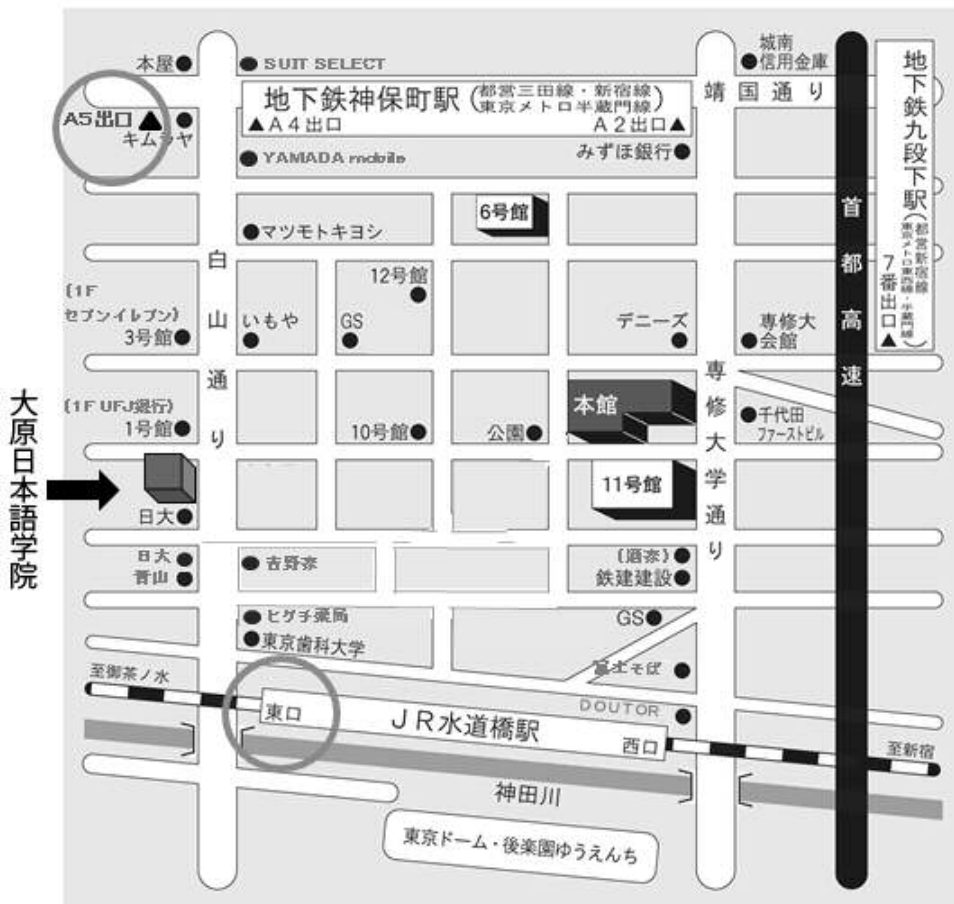 本屋
SUIT SELECT
城南
信用金庫
A5出口
キムラヤ
地下鉄神保町駅(都営三田線・新宿線
東京メトロ半蔵門線)
▲A4出口
A2出口▲
靖国通り
YAMADA mobile
みずほ銀行
地下鉄九段下駅(都営新宿線
東京メトロ東西線・半蔵門線)
7番出口▲
首都高速
6号館
マツモトキヨシ
白山通り
12号館
(1F
セブンイレブン)
3号館
いもや
GS
デニーズ
専修大
会館
専修大学通り
(1F UFJ銀行)
1号館
10号館
公園
本館
千代田
ファーストビル
大原日本語学院
11号館
日大
日大
青山
吉野家
(酒家)
鉄建建設
ヒグチ薬局
東京歯科大学
GS
富士そば
至御茶ノ水
東口
JR水道橋駅
西口
DOUTOR
至新宿
神田川
東京ドーム・後楽園ゆうえんち